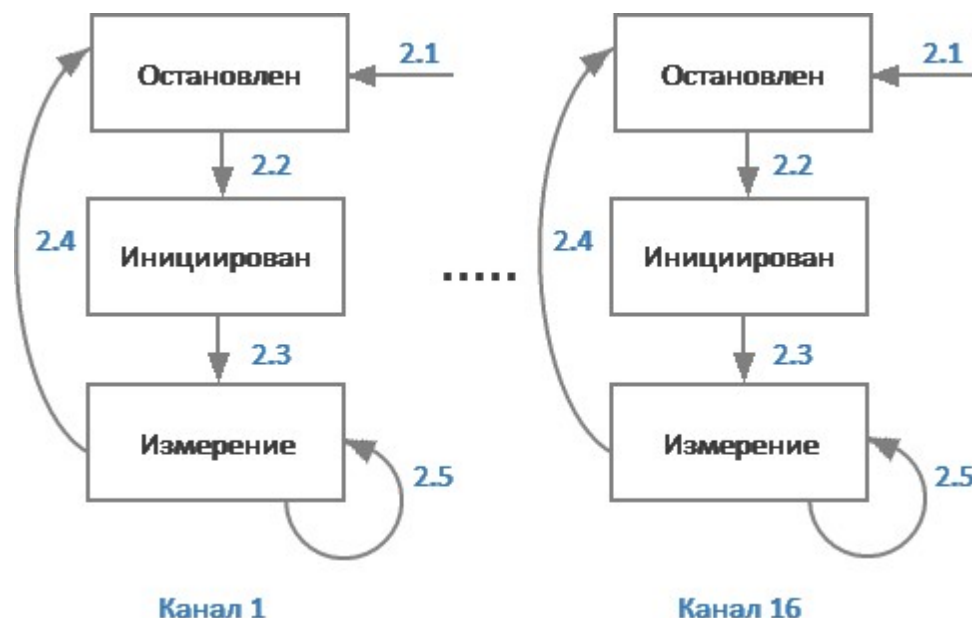 2.1
Остановлен
2.2
2.4
Инициирован
2.3
Измерение
2.5
Канал 1
.....
2.1
Остановлен
2.2
2.4
Инициирован
2.3
Измерение
2.5
Канал 16